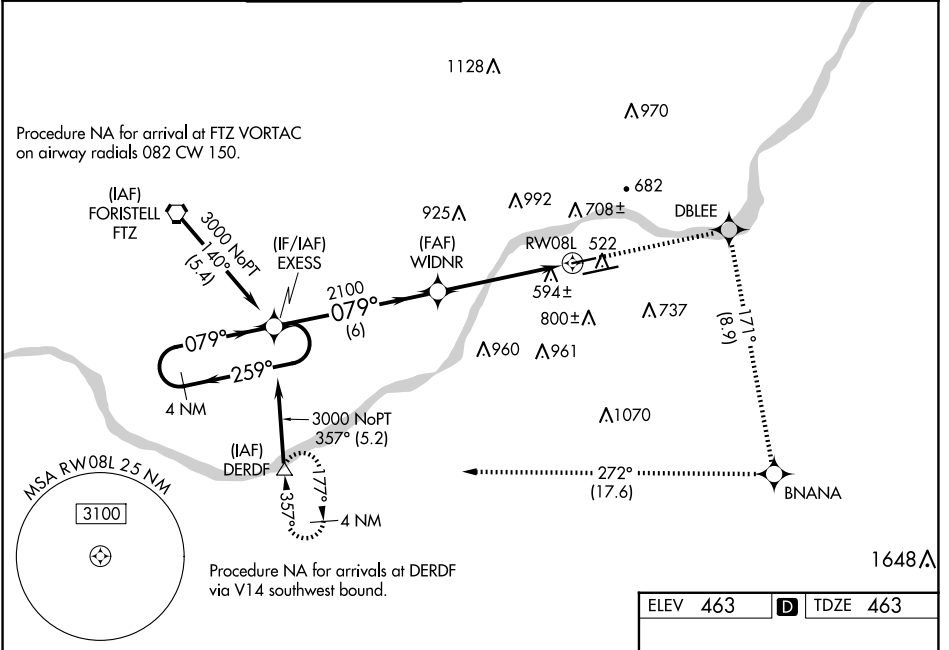 1128
970
Procedure NA for arrival at FTZ VORTAC
on airway radials 082 CW 150.
682
(IAF)
FORISTELL
FTZ
992
925
708±
DBLEE
3000 NoPT
140°
(5.4)
(IF/IAF)
EXESS
(FAF)
WIDNR
RW08L
522
2100
079°
(6)
594±
079°
800±
737
171°
(8.9)
259°
960
961
4 NM
3000 NoPT
357° (5.2)
1070
(IAF)
DERDF
177°
357°
4 NM
272°
(17.6)
BNANA
MSA RW08L 25 NM
3100
1648
Procedure NA for arrivals at DERDF
via V14 southwest bound.
ELEV 463 D TDZE 463